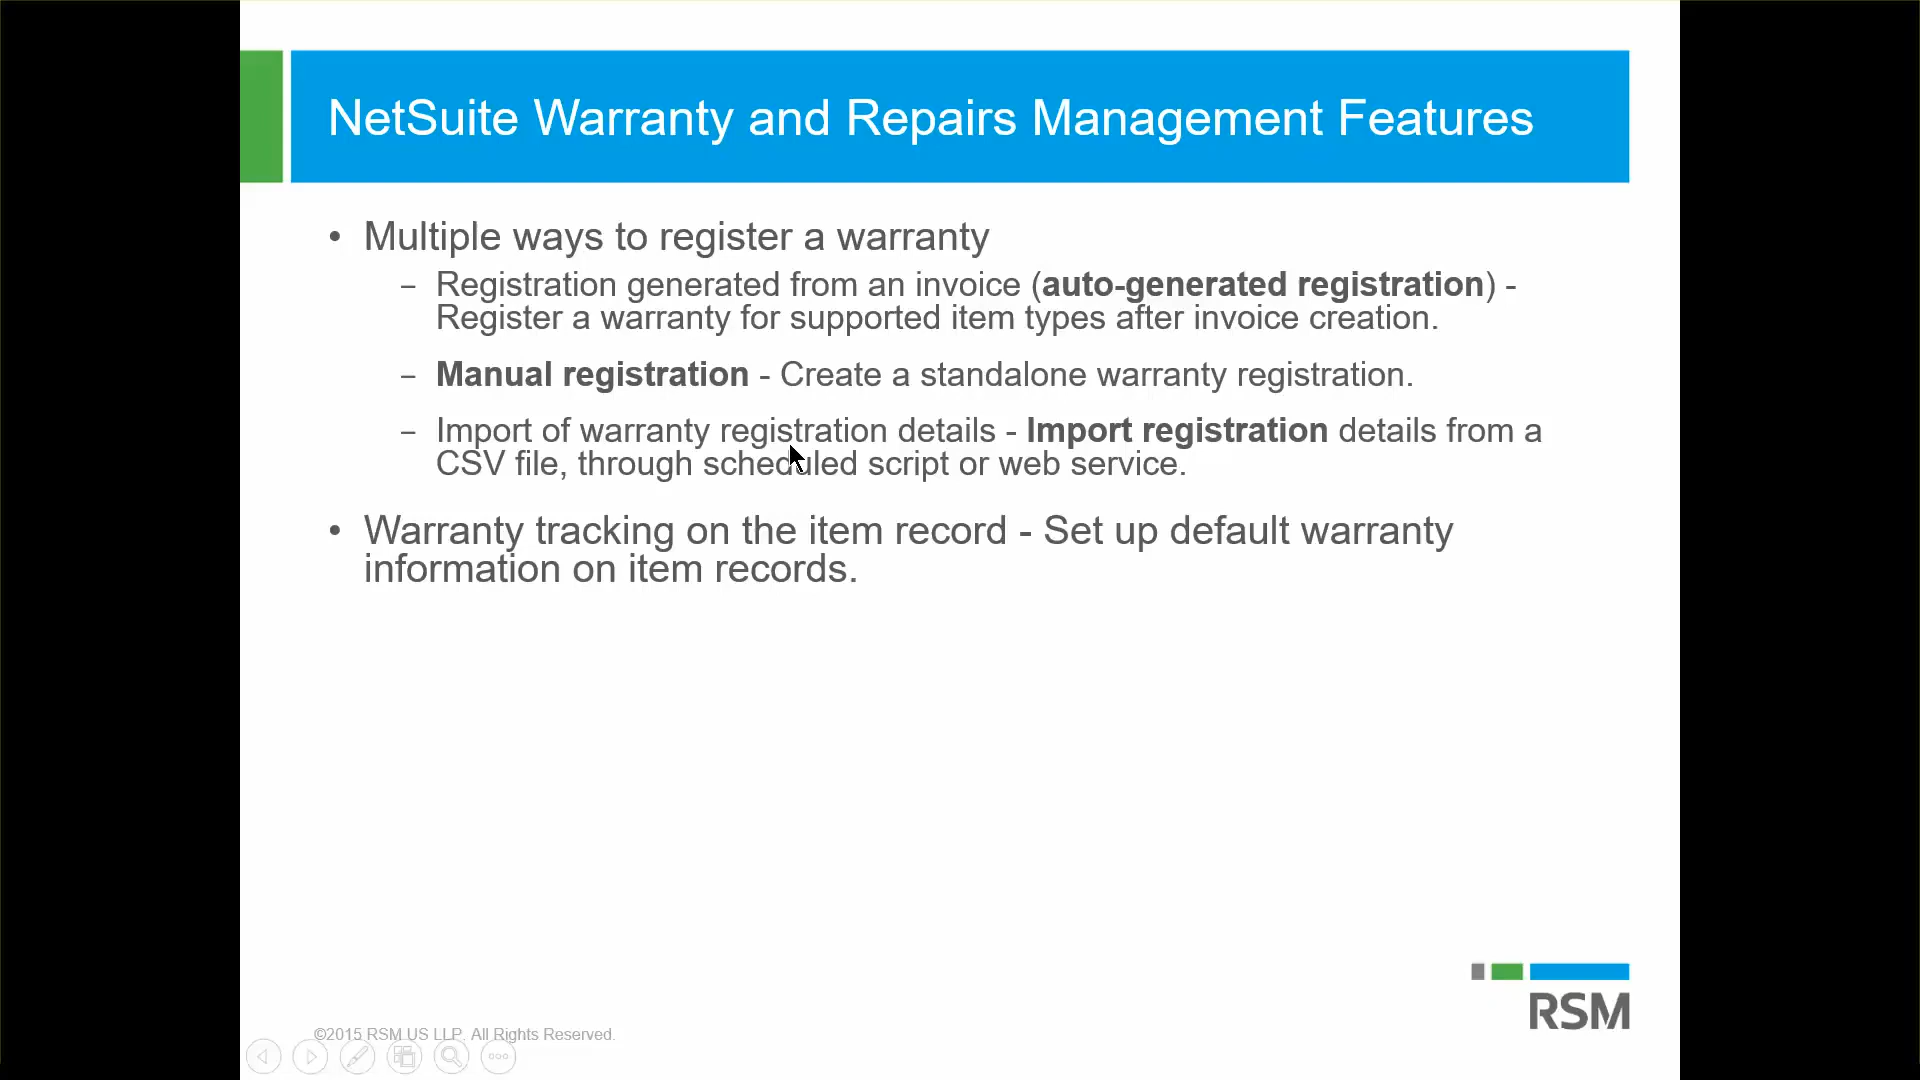 NetSuite Warranty and Repairs Management Features
• Multiple ways to register a warranty
– Registration generated from an invoice (auto-generated registration) -
Register a warranty for supported item types after invoice creation.
– Manual registration - Create a standalone warranty registration.
– Import of warranty registration details - Import registration details from a
CSV file, through scheduled script or web service.
• Warranty tracking on the item record - Set up default warranty
information on item records.
RSM
©2015 RSM US LLP. All Rights Reserved.